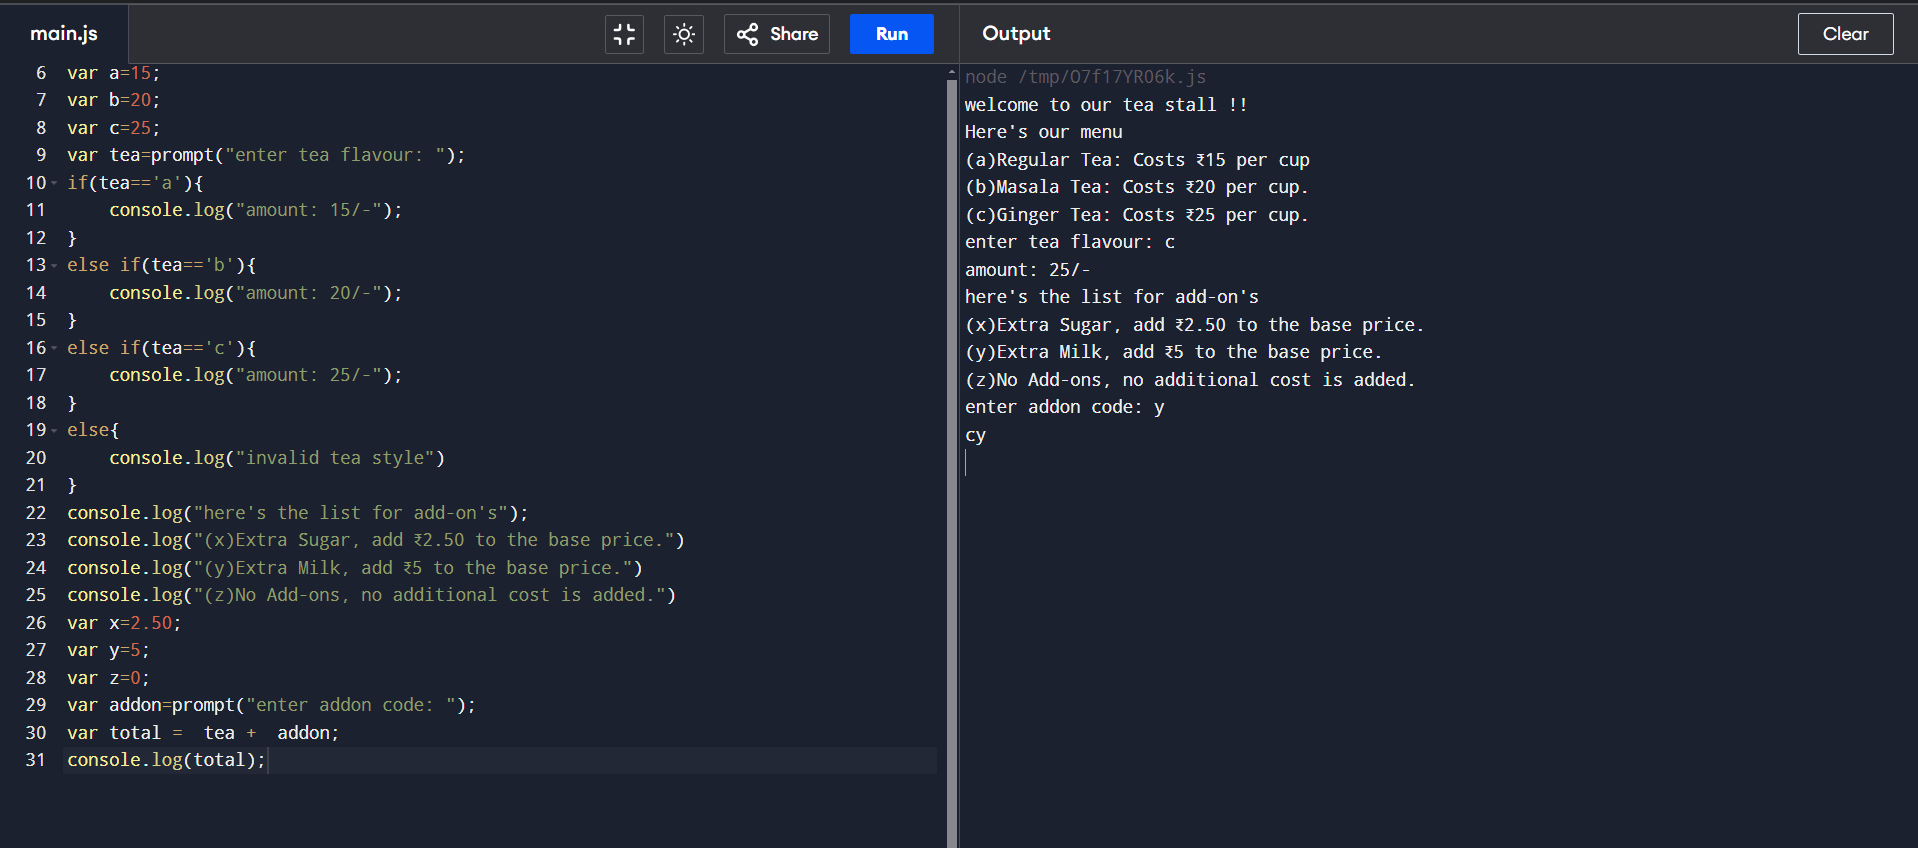 main.js
Share
Run
Output
Clear
6 var a=15;
7 var b=20;
8 var c=25;
9 var tea=prompt("enter tea flavour: ");
10 if(tea=='a'){
11     console.log("amount: 15/-");
12 }
13 else if(tea=='b'){
14     console.log("amount: 20/-");
15 }
16 else if(tea=='c'){
17     console.log("amount: 25/-");
18 }
19 else{
20     console.log("invalid tea style")
21 }
22 console.log("here's the list for add-on's");
23 console.log("(x)Extra Sugar, add ₹2.50 to the base price.")
24 console.log("(y)Extra Milk, add ₹5 to the base price.")
25 console.log("(z)No Add-ons, no additional cost is added.")
26 var x=2.50;
27 var y=5;
28 var z=0;
29 var addon=prompt("enter addon code: ");
30 var total =  tea +  addon;
31 console.log(total);
node /tmp/O7f17YRO6k.js
welcome to our tea stall !!
Here's our menu
(a)Regular Tea: Costs ₹15 per cup
(b)Masala Tea: Costs ₹20 per cup.
(c)Ginger Tea: Costs ₹25 per cup.
enter tea flavour: c
amount: 25/-
here's the list for add-on's
(x)Extra Sugar, add ₹2.50 to the base price.
(y)Extra Milk, add ₹5 to the base price.
(z)No Add-ons, no additional cost is added.
enter addon code: y
cy